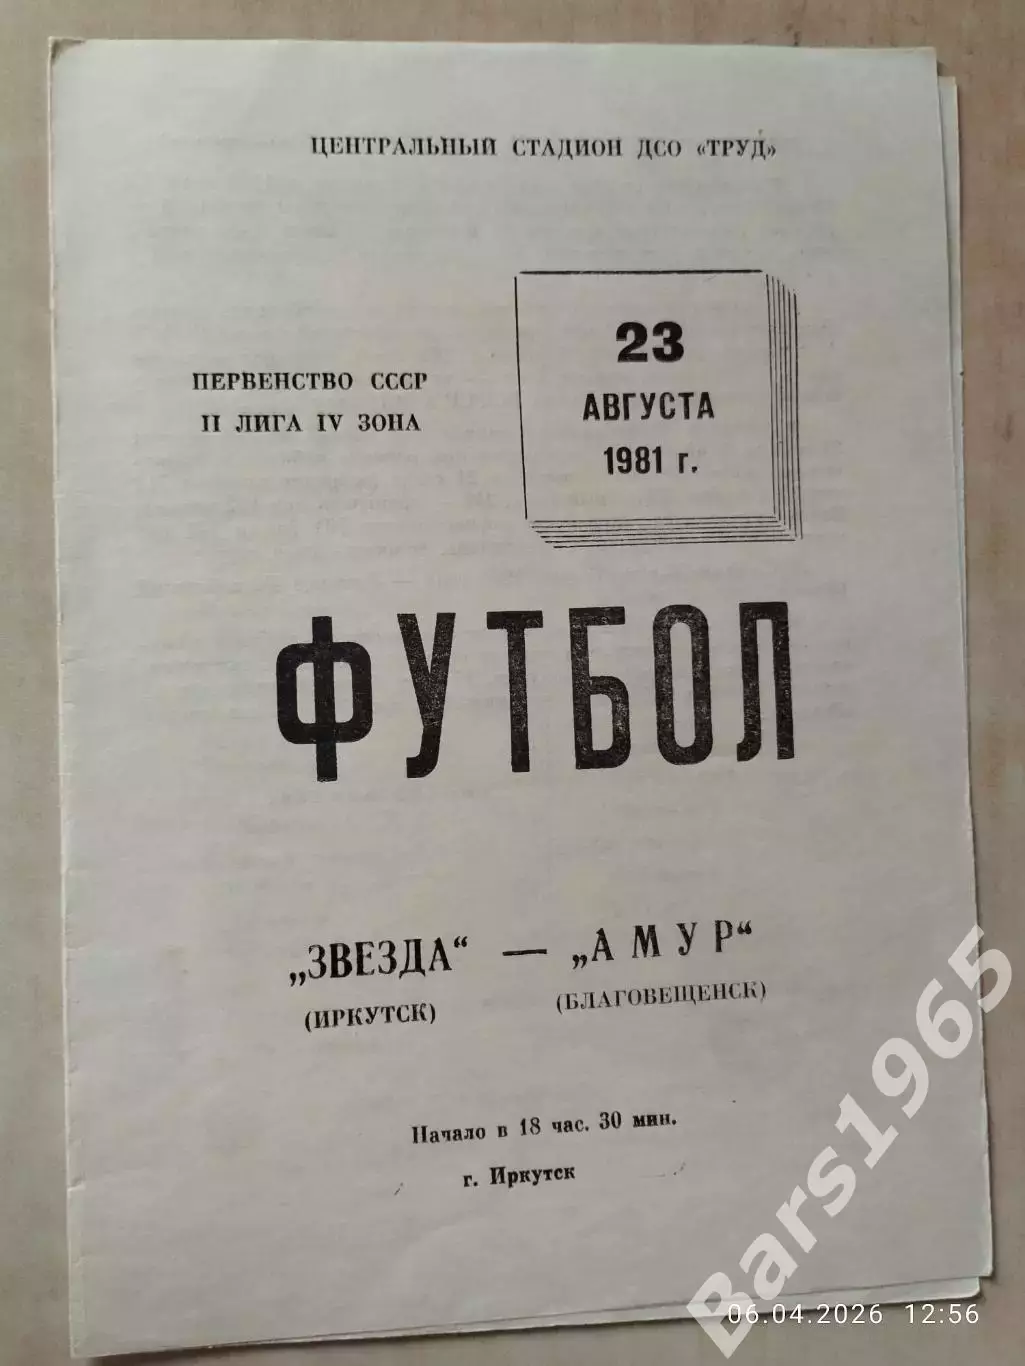 ЦЕНТРАЛЬНЫЙ СТАДИОН ДСО «ТРУД»
23
АВГУСТА
1981 г.
ПЕРВЕНСТВО СССР
II ЛИГА IV ЗОНА
ФУТБОЛ
„ЗВЕЗДА“ — „АМУР“
(ИРКУТСК) (БЛАГОВЕЩЕНСК)
Начало в 18 час. 30 мин.
г. Иркутск
Bars1965
06.04.2026 12:56